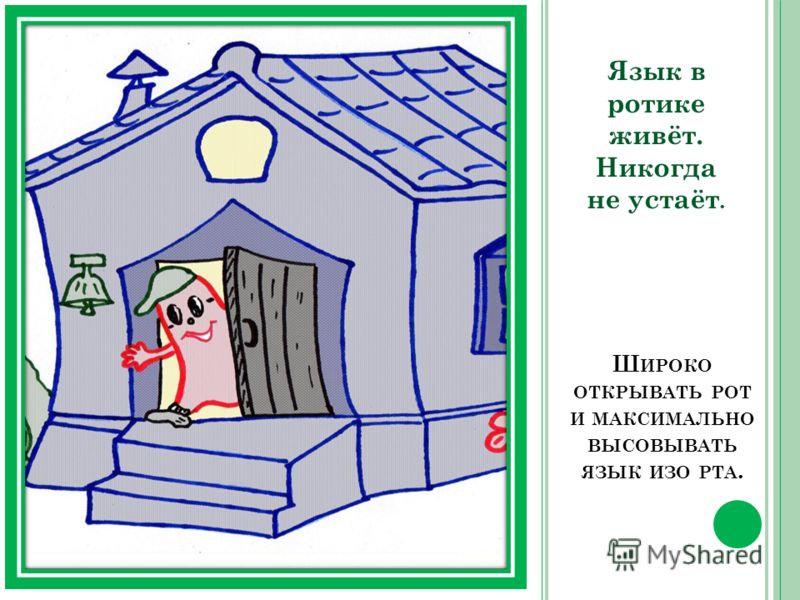 Язык в
ротике
живёт.
Никогда
не устаёт.
Широко
открывать рот
и максимально
высовывать
язык изо рта.
MyShared